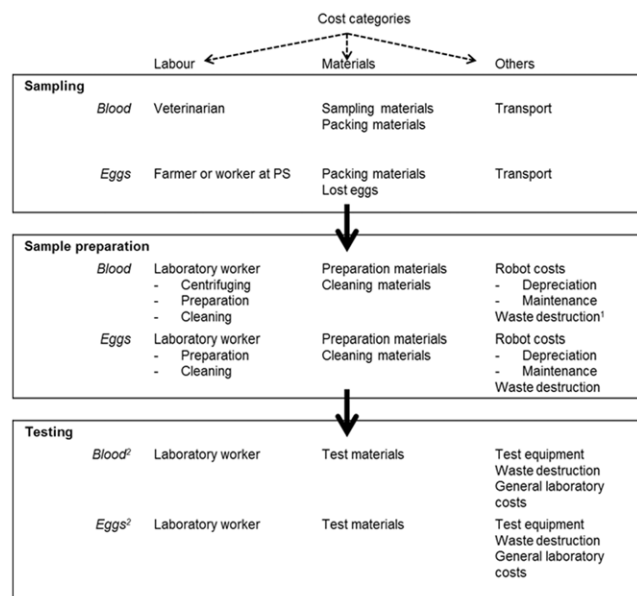 Cost categories
Labour Materials Others
Sampling
Blood Veterinarian Sampling materials Transport
Packing materials
Eggs Farmer or worker at PS Packing materials Transport
Lost eggs
Sample preparation
Blood Laboratory worker Preparation materials Robot costs
- Centrifuging Cleaning materials - Depreciation
- Preparation - Maintenance
- Cleaning Waste destruction¹
Eggs Laboratory worker Preparation materials Robot costs
- Preparation Cleaning materials - Depreciation
- Cleaning - Maintenance
Waste destruction
Testing
Blood² Laboratory worker Test materials Test equipment
Waste destruction
General laboratory
costs
Eggs² Laboratory worker Test materials Test equipment
Waste destruction
General laboratory
costs